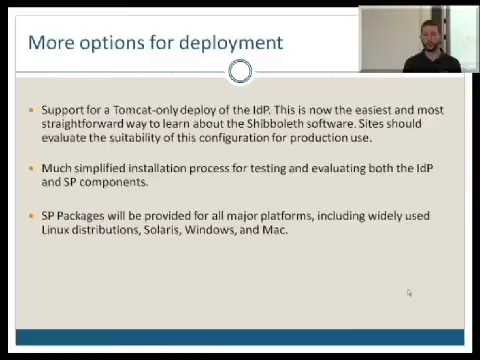 More options for deployment
Support for a Tomcat-only deploy of the IdP. This is now the easiest and most
straightforward way to learn about the Shibboleth software. Sites should
evaluate the suitability of this configuration for production use.
Much simplified installation process for testing and evaluating both the IdP
and SP components.
SP Packages will be provided for all major platforms, including widely used
Linux distributions, Solaris, Windows, and Mac.